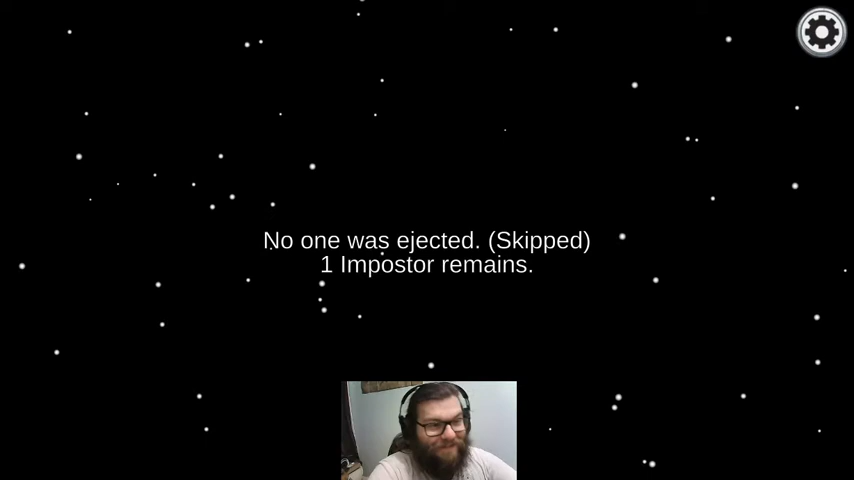 No one was ejected. (Skipped)
1 Impostor remains.